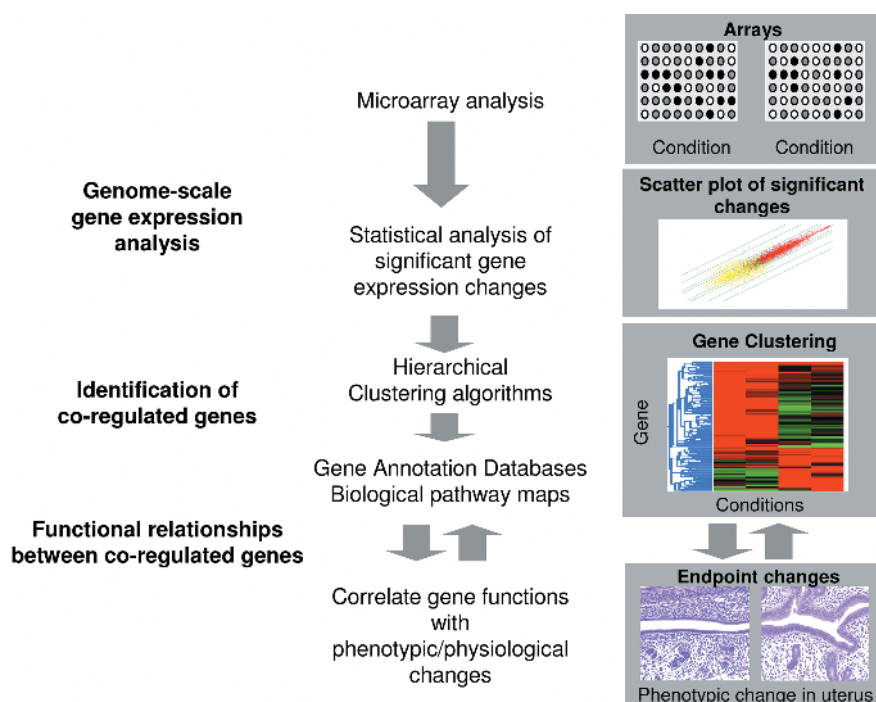 Genome-scale
gene expression
analysis
Identification of
co-regulated genes
Functional relationships
between co-regulated genes
Microarray analysis
Statistical analysis of
significant gene
expression changes
Hierarchical
Clustering algorithms
Gene Annotation Databases
Biological pathway maps
Correlate gene functions
with
phenotypic/physiological
changes
Arrays
Condition
Condition
Scatter plot of significant
changes
Gene Clustering
Gene
Conditions
Endpoint changes
Phenotypic change in uterus